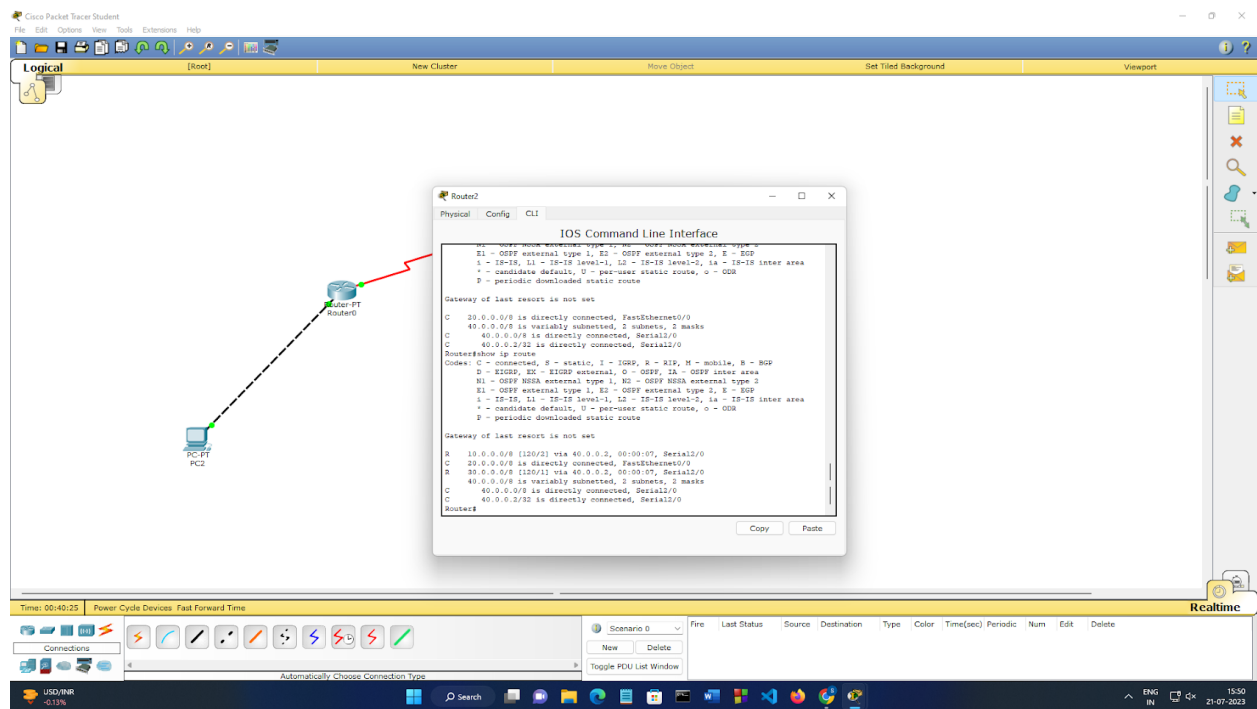 Cisco Packet Tracer Student
File Edit Options View Tools Extensions Help
Logical [Root] New Cluster Move Object Set Tiled Background Viewport
Router-PT
Router0
PC-PT
PC2
Router2
Physical Config CLI
IOS Command Line Interface
N1 - OSPF NSSA external type 1, N2 - OSPF NSSA external type 2
E1 - OSPF external type 1, E2 - OSPF external type 2, E - EGP
i - IS-IS, L1 - IS-IS level-1, L2 - IS-IS level-2, ia - IS-IS inter area
* - candidate default, U - per-user static route, o - ODR
P - periodic downloaded static route
Gateway of last resort is not set
C 20.0.0.0/8 is directly connected, FastEthernet0/0
40.0.0.0/8 is variably subnetted, 2 subnets, 2 masks
C 40.0.0.0/8 is directly connected, Serial2/0
C 40.0.0.2/32 is directly connected, Serial2/0
Router#show ip route
Codes: C - connected, S - static, I - IGRP, R - RIP, M - mobile, B - BGP
D - EIGRP, EX - EIGRP external, O - OSPF, IA - OSPF inter area
N1 - OSPF NSSA external type 1, N2 - OSPF NSSA external type 2
E1 - OSPF external type 1, E2 - OSPF external type 2, E - EGP
i - IS-IS, L1 - IS-IS level-1, L2 - IS-IS level-2, ia - IS-IS inter area
* - candidate default, U - per-user static route, o - ODR
P - periodic downloaded static route
Gateway of last resort is not set
R 10.0.0.0/8 [120/2] via 40.0.0.2, 00:00:07, Serial2/0
C 20.0.0.0/8 is directly connected, FastEthernet0/0
R 30.0.0.0/8 [120/1] via 40.0.0.2, 00:00:07, Serial2/0
40.0.0.0/8 is variably subnetted, 2 subnets, 2 masks
C 40.0.0.0/8 is directly connected, Serial2/0
C 40.0.0.2/32 is directly connected, Serial2/0
Router#
Copy Paste
Time: 00:40:25 Power Cycle Devices Fast Forward Time
Realtime
Connections
Automatically Choose Connection Type
Scenario 0
New Delete
Toggle PDU List Window
Fire Last Status Source Destination Type Color Time(sec) Periodic Num Edit Delete
USD/INR
-0.13%
Search
ENG
IN
15:50
21-07-2023